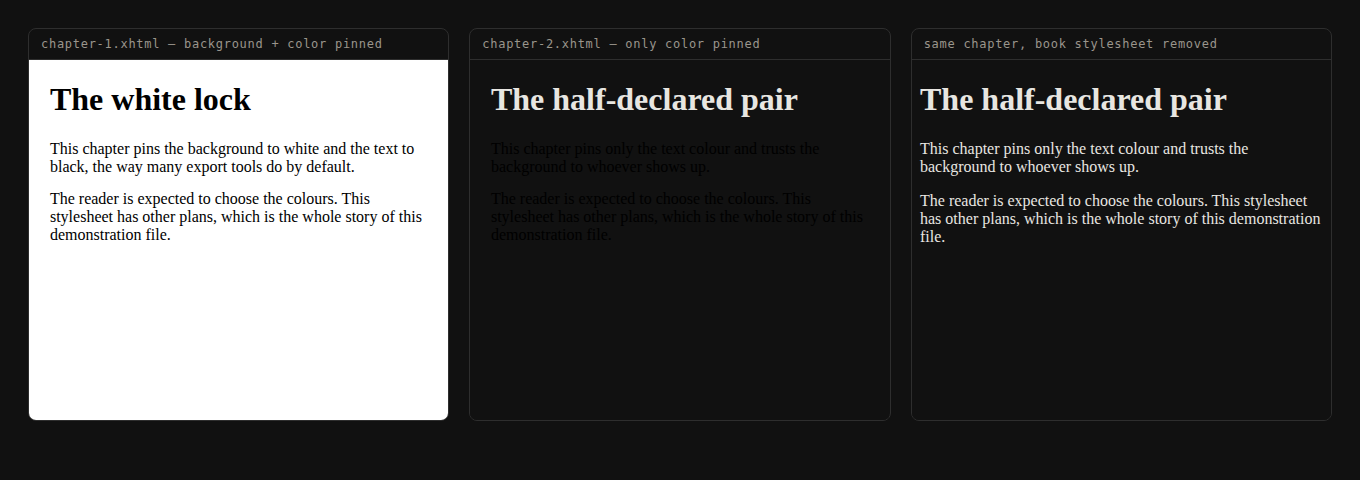 chapter-1.xhtml — background + color pinned
The white lock
This chapter pins the background to white and the text to
black, the way many export tools do by default.
The reader is expected to choose the colours. This
stylesheet has other plans, which is the whole story of this
demonstration file.
chapter-2.xhtml — only color pinned
The half-declared pair
This chapter pins only the text colour and trusts the
background to whoever shows up.
The reader is expected to choose the colours. This
stylesheet has other plans, which is the whole story of this
demonstration file.
same chapter, book stylesheet removed
The half-declared pair
This chapter pins only the text colour and trusts the
background to whoever shows up.
The reader is expected to choose the colours. This stylesheet
has other plans, which is the whole story of this demonstration
file.